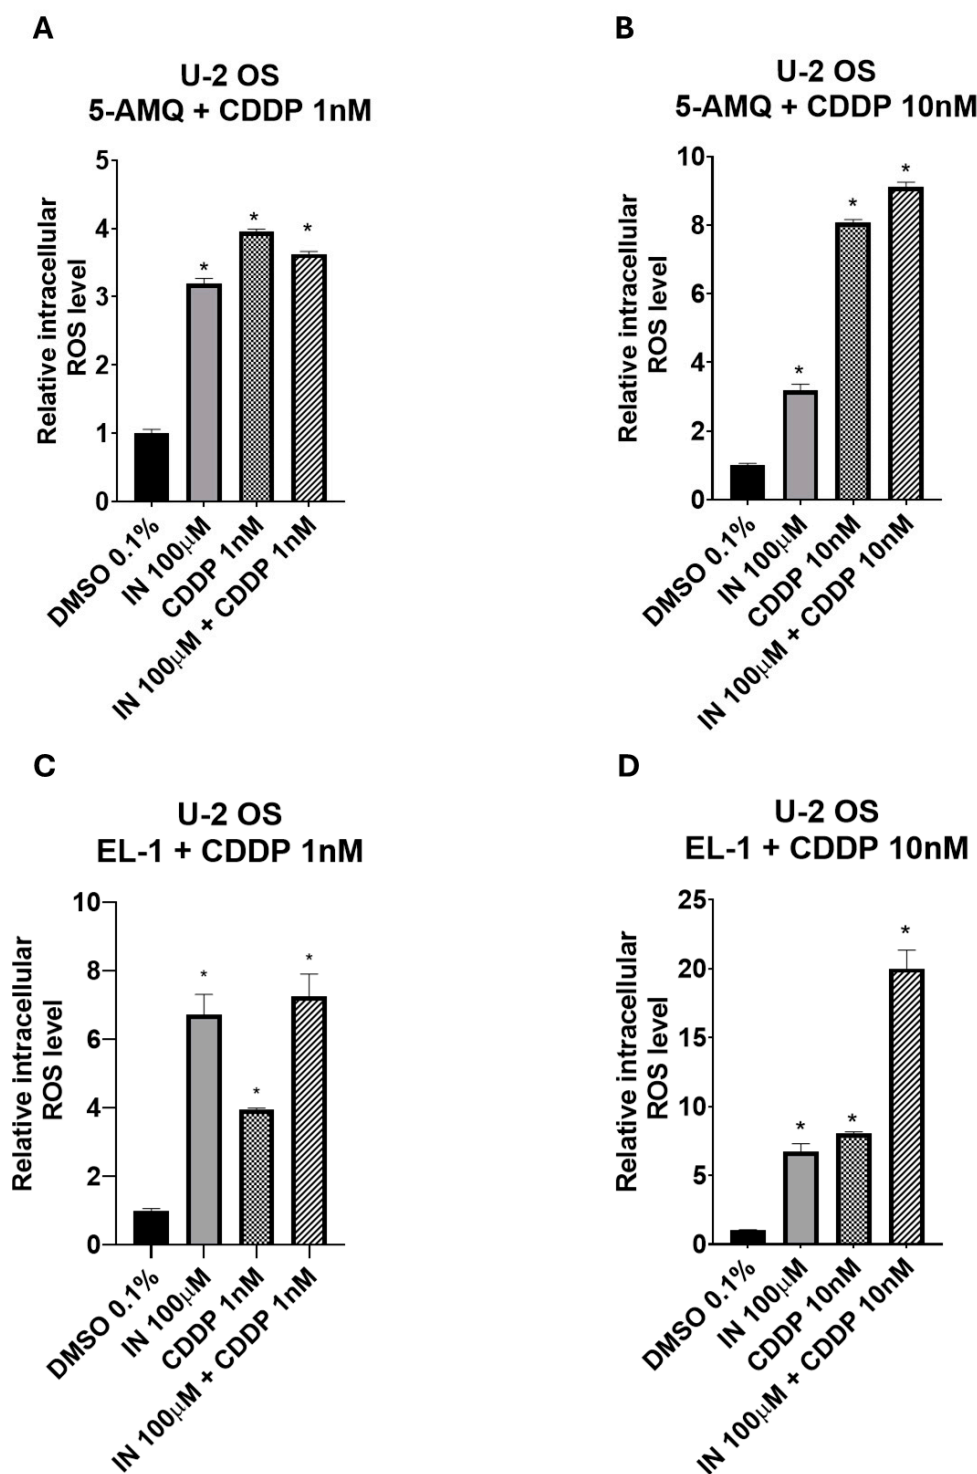 A
U-2 OS
5-AMQ + CDDP 1nM
Relative intracellular
ROS level
5
4
3
2
1
0
*
*
*
DMSO 0.1%
IN 100μM
CDDP 1nM
IN 100μM + CDDP 1nM
B
U-2 OS
5-AMQ + CDDP 10nM
Relative intracellular
ROS level
10
8
6
4
2
0
*
*
*
DMSO 0.1%
IN 100μM
CDDP 10nM
IN 100μM + CDDP 10nM
C
U-2 OS
EL-1 + CDDP 1nM
Relative intracellular
ROS level
10
8
6
4
2
0
*
*
*
DMSO 0.1%
IN 100μM
CDDP 1nM
IN 100μM + CDDP 1nM
D
U-2 OS
EL-1 + CDDP 10nM
Relative intracellular
ROS level
25
20
15
10
5
0
*
*
*
DMSO 0.1%
IN 100μM
CDDP 10nM
IN 100μM + CDDP 10nM